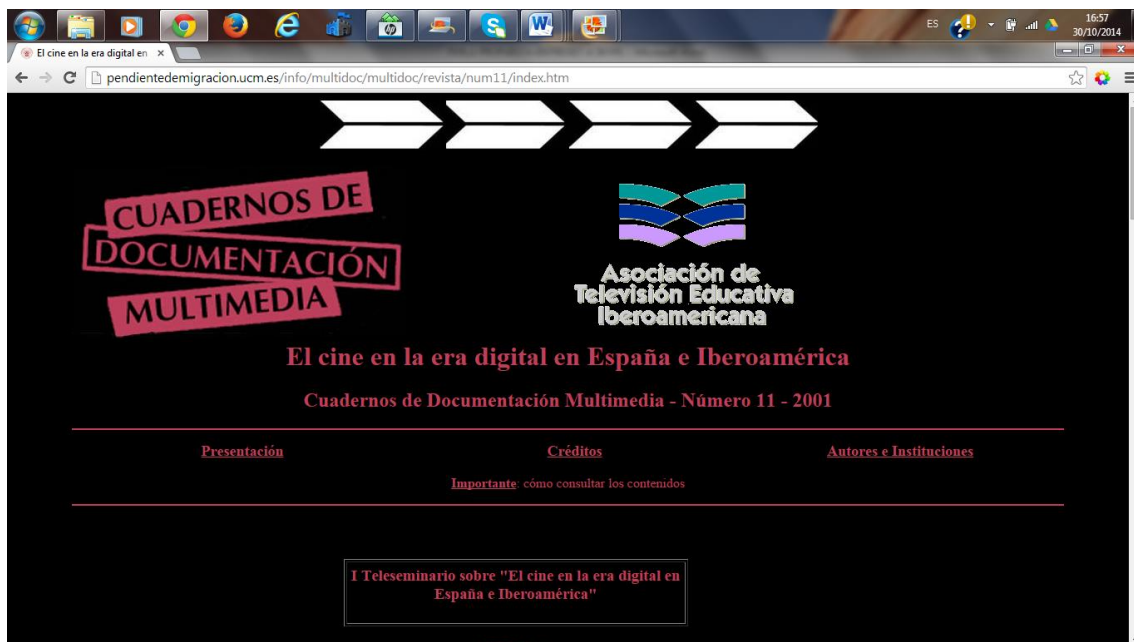 ES
16:57
30/10/2014
El cine en la era digital en
pendientedemigracion.ucm.es/info/multidoc/multidoc/revista/num11/index.htm
CUADERNOS DE
DOCUMENTACIÓN
MULTIMEDIA
Asociación de
Televisión Educativa
Iberoamericana
El cine en la era digital en España e Iberoamérica
Cuadernos de Documentación Multimedia - Número 11 - 2001
Presentación Créditos Autores e Instituciones
Importante: cómo consultar los contenidos
I Teleseminario sobre "El cine en la era digital en
España e Iberoamérica"